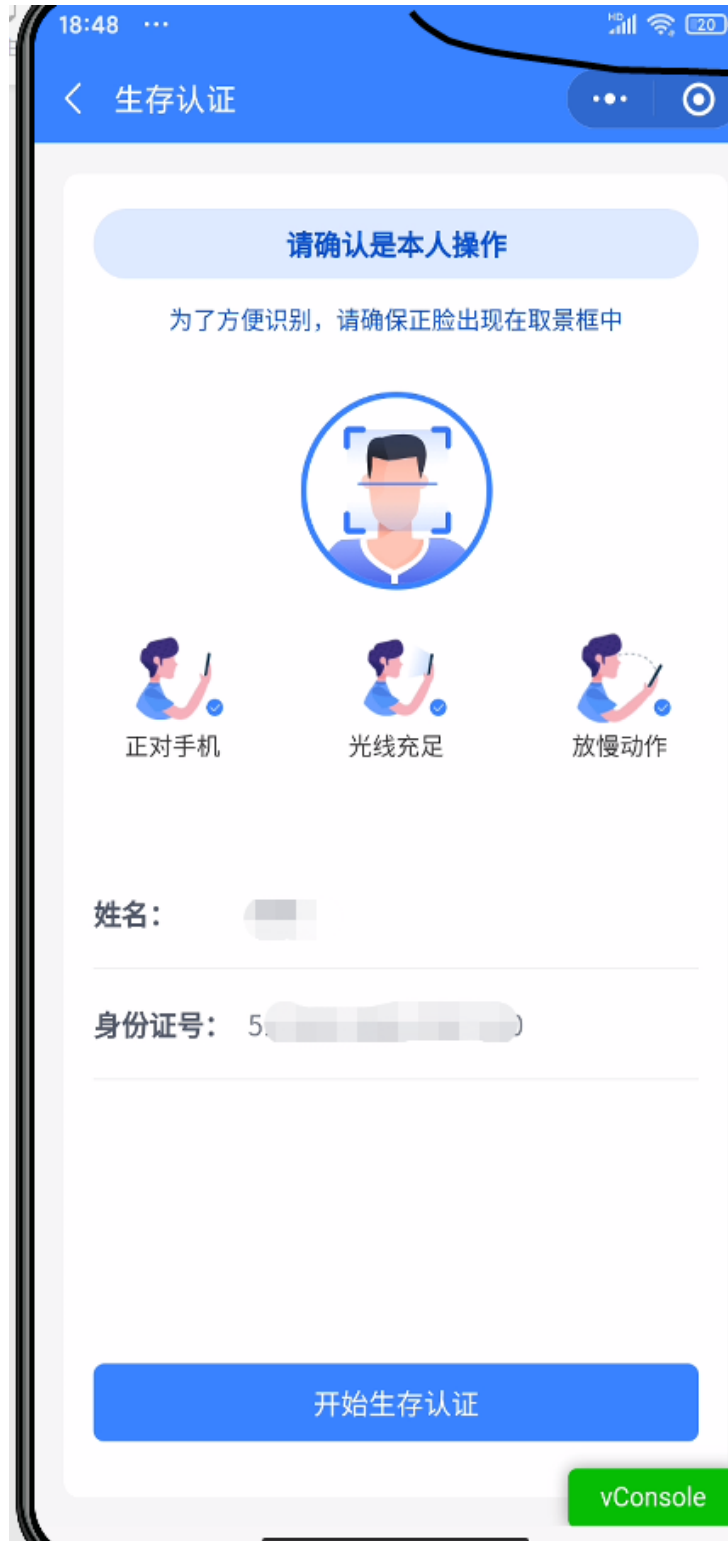 18:48 ...
HD
20
生存认证
请确认是本人操作
为了方便识别，请确保正脸出现在取景框中
正对手机 光线充足 放慢动作
姓名：
身份证号： 5
开始生存认证
vConsole